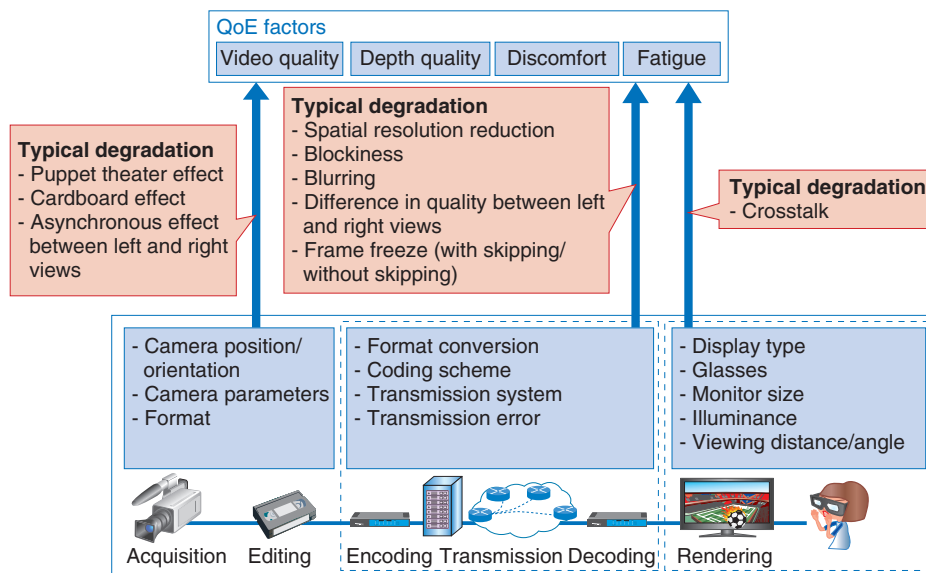 QoE factors
Video quality
Depth quality
Discomfort
Fatigue
Typical degradation
- Puppet theater effect
- Cardboard effect
- Asynchronous effect
between left and right
views
Typical degradation
- Spatial resolution reduction
- Blockiness
- Blurring
- Difference in quality between left
and right views
- Frame freeze (with skipping/
without skipping)
Typical degradation
- Crosstalk
- Camera position/
orientation
- Camera parameters
- Format
- Format conversion
- Coding scheme
- Transmission system
- Transmission error
- Display type
- Glasses
- Monitor size
- Illuminance
- Viewing distance/angle
Acquisition
Editing
Encoding
Transmission
Decoding
Rendering